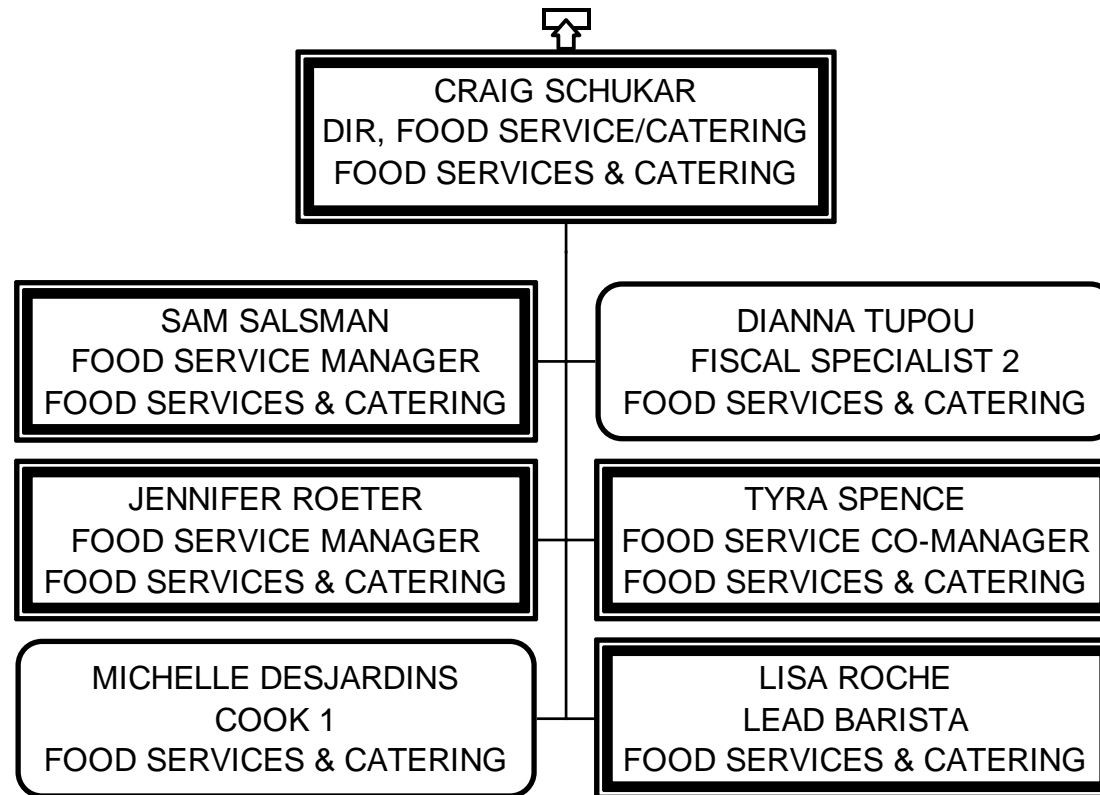 CRAIG SCHUKAR
DIR, FOOD SERVICE/CATERING
FOOD SERVICES & CATERING
SAM SALSMAN
FOOD SERVICE MANAGER
FOOD SERVICES & CATERING
DIANNA TUPOU
FISCAL SPECIALIST 2
FOOD SERVICES & CATERING
JENNIFER ROETER
FOOD SERVICE MANAGER
FOOD SERVICES & CATERING
TYRA SPENCE
FOOD SERVICE CO-MANAGER
FOOD SERVICES & CATERING
MICHELLE DESJARDINS
COOK 1
FOOD SERVICES & CATERING
LISA ROCHE
LEAD BARISTA
FOOD SERVICES & CATERING